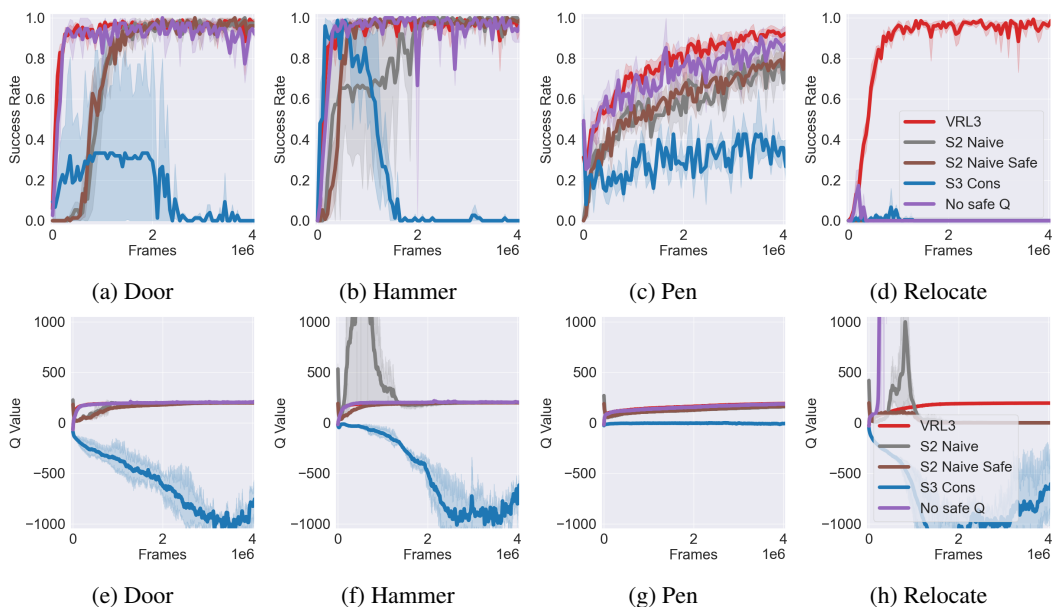 1.0
0.8
0.6
0.4
0.2
0.0
Success Rate
0 2 4
Frames 1e6
(a) Door
1.0
0.8
0.6
0.4
0.2
0.0
Success Rate
0 2 4
Frames 1e6
(b) Hammer
1.0
0.8
0.6
0.4
0.2
0.0
Success Rate
0 2 4
Frames 1e6
(c) Pen
1.0
0.8
0.6
0.4
0.2
0.0
Success Rate
VRL3
S2 Naive
S2 Naive Safe
S3 Cons
No safe Q
0 2 4
Frames 1e6
(d) Relocate
1000
500
0
−500
−1000
Q Value
0 2 4
Frames 1e6
(e) Door
1000
500
0
−500
−1000
Q Value
0 2 4
Frames 1e6
(f) Hammer
1000
500
0
−500
−1000
Q Value
0 2 4
Frames 1e6
(g) Pen
1000
500
0
−500
−1000
Q Value
VRL3
S2 Naive
S2 Naive Safe
S3 Cons
No safe Q
0 2 4
Frames 1e6
(h) Relocate